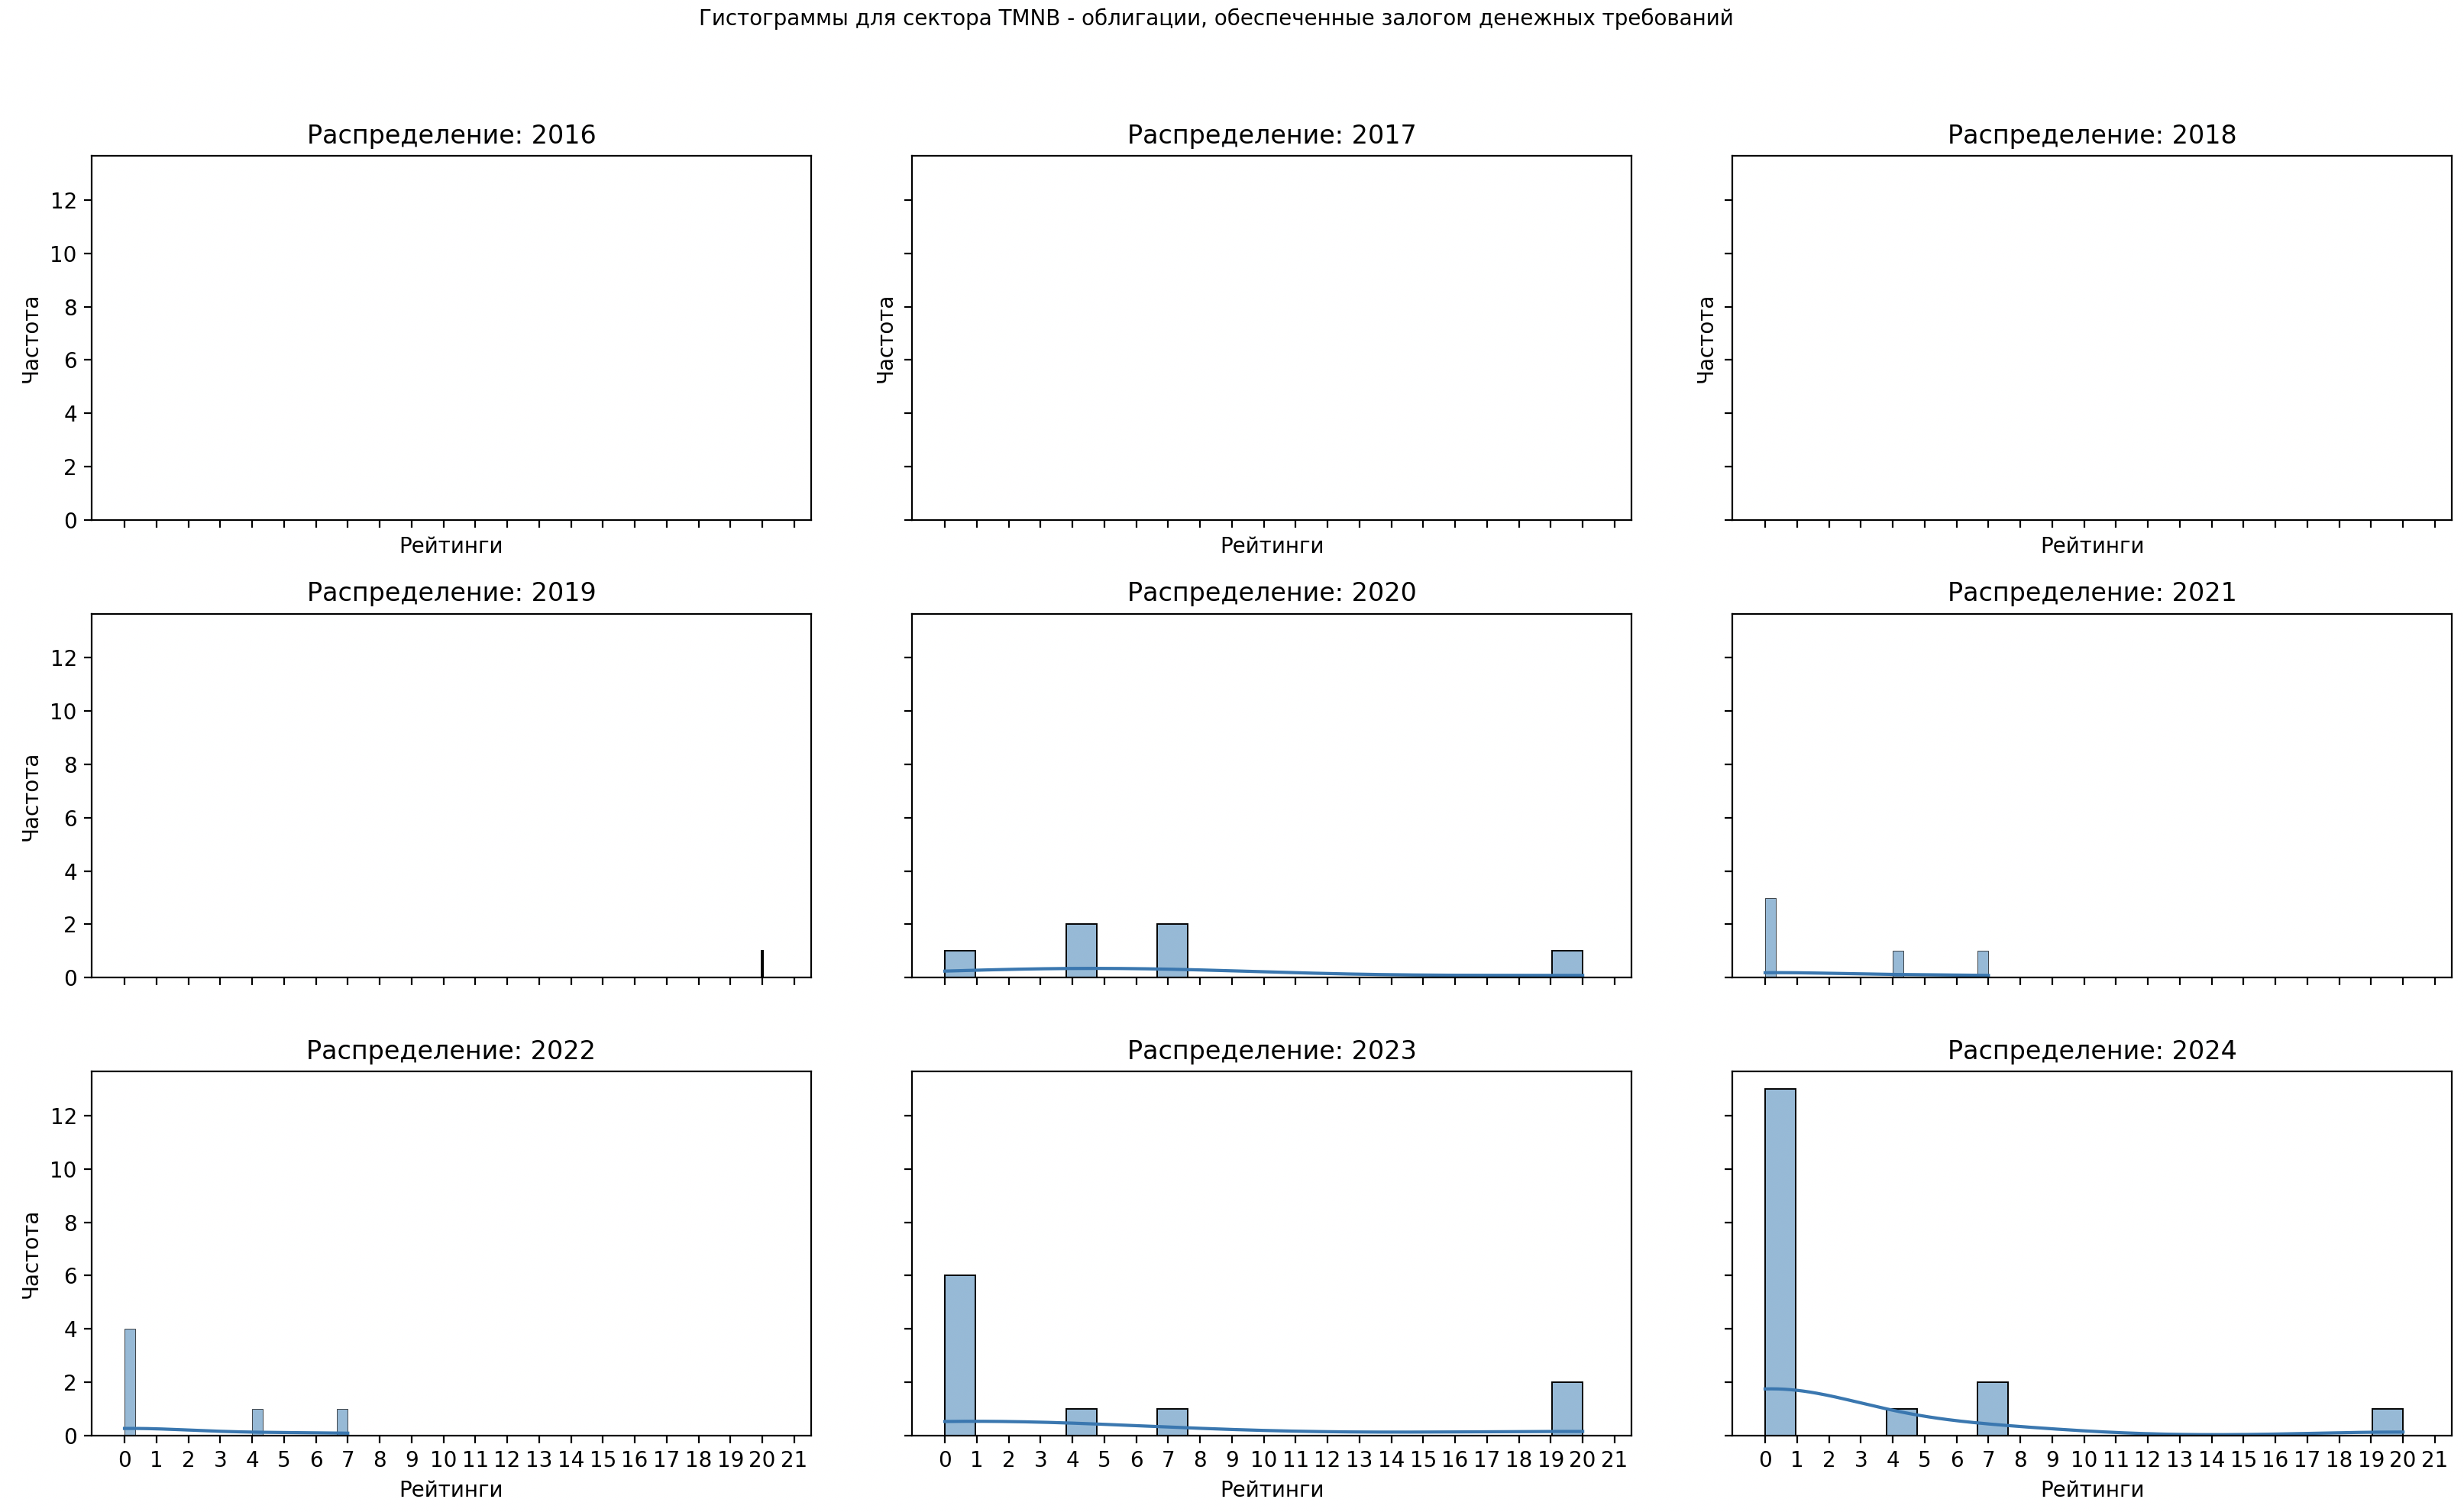 Гистограммы для сектора TMNB - облигации, обеспеченные залогом денежных требований
Распределение: 2016
Распределение: 2017
Распределение: 2018
12
10
8
6
4
2
0
Частота
Частота
Частота
Рейтинги
Рейтинги
Рейтинги
Распределение: 2019
Распределение: 2020
Распределение: 2021
12
10
8
6
4
2
0
Частота
Распределение: 2022
Распределение: 2023
Распределение: 2024
12
10
8
6
4
2
0
Частота
0 1 2 3 4 5 6 7 8 9 10 11 12 13 14 15 16 17 18 19 20 21
0 1 2 3 4 5 6 7 8 9 10 11 12 13 14 15 16 17 18 19 20 21
0 1 2 3 4 5 6 7 8 9 10 11 12 13 14 15 16 17 18 19 20 21
Рейтинги
Рейтинги
Рейтинги